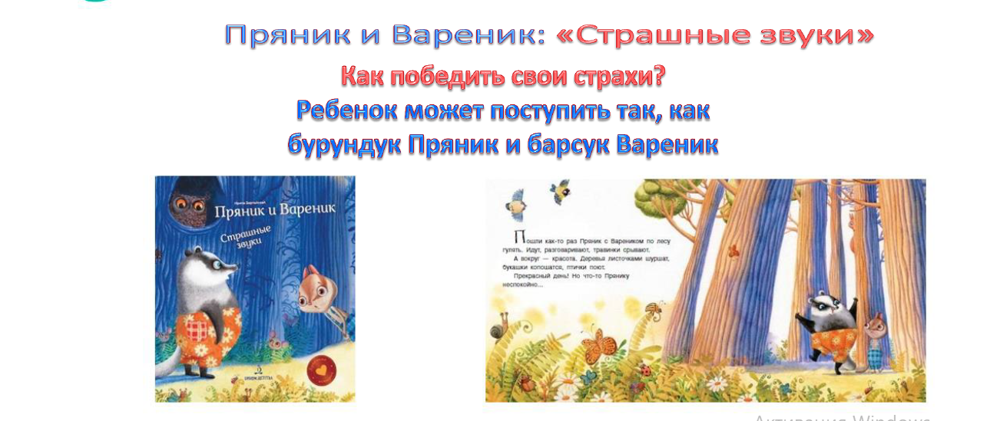 Пряник и Вареник: «Страшные звуки»
Как победить свои страхи?
Ребенок может поступить так, как
бурундук Пряник и барсук Вареник
Пряник и Вареник
Страшные
звуки
Пошли как-то раз Пряник с Вареником по лесу
гулять. Идут, разговаривают, травинки срывают.
А вокруг — красота. Деревья листочками шуршат,
букашки копошатся, птички поют.
Прекрасный день! Но что-то Прянику
неспокойно...
Активация Windows